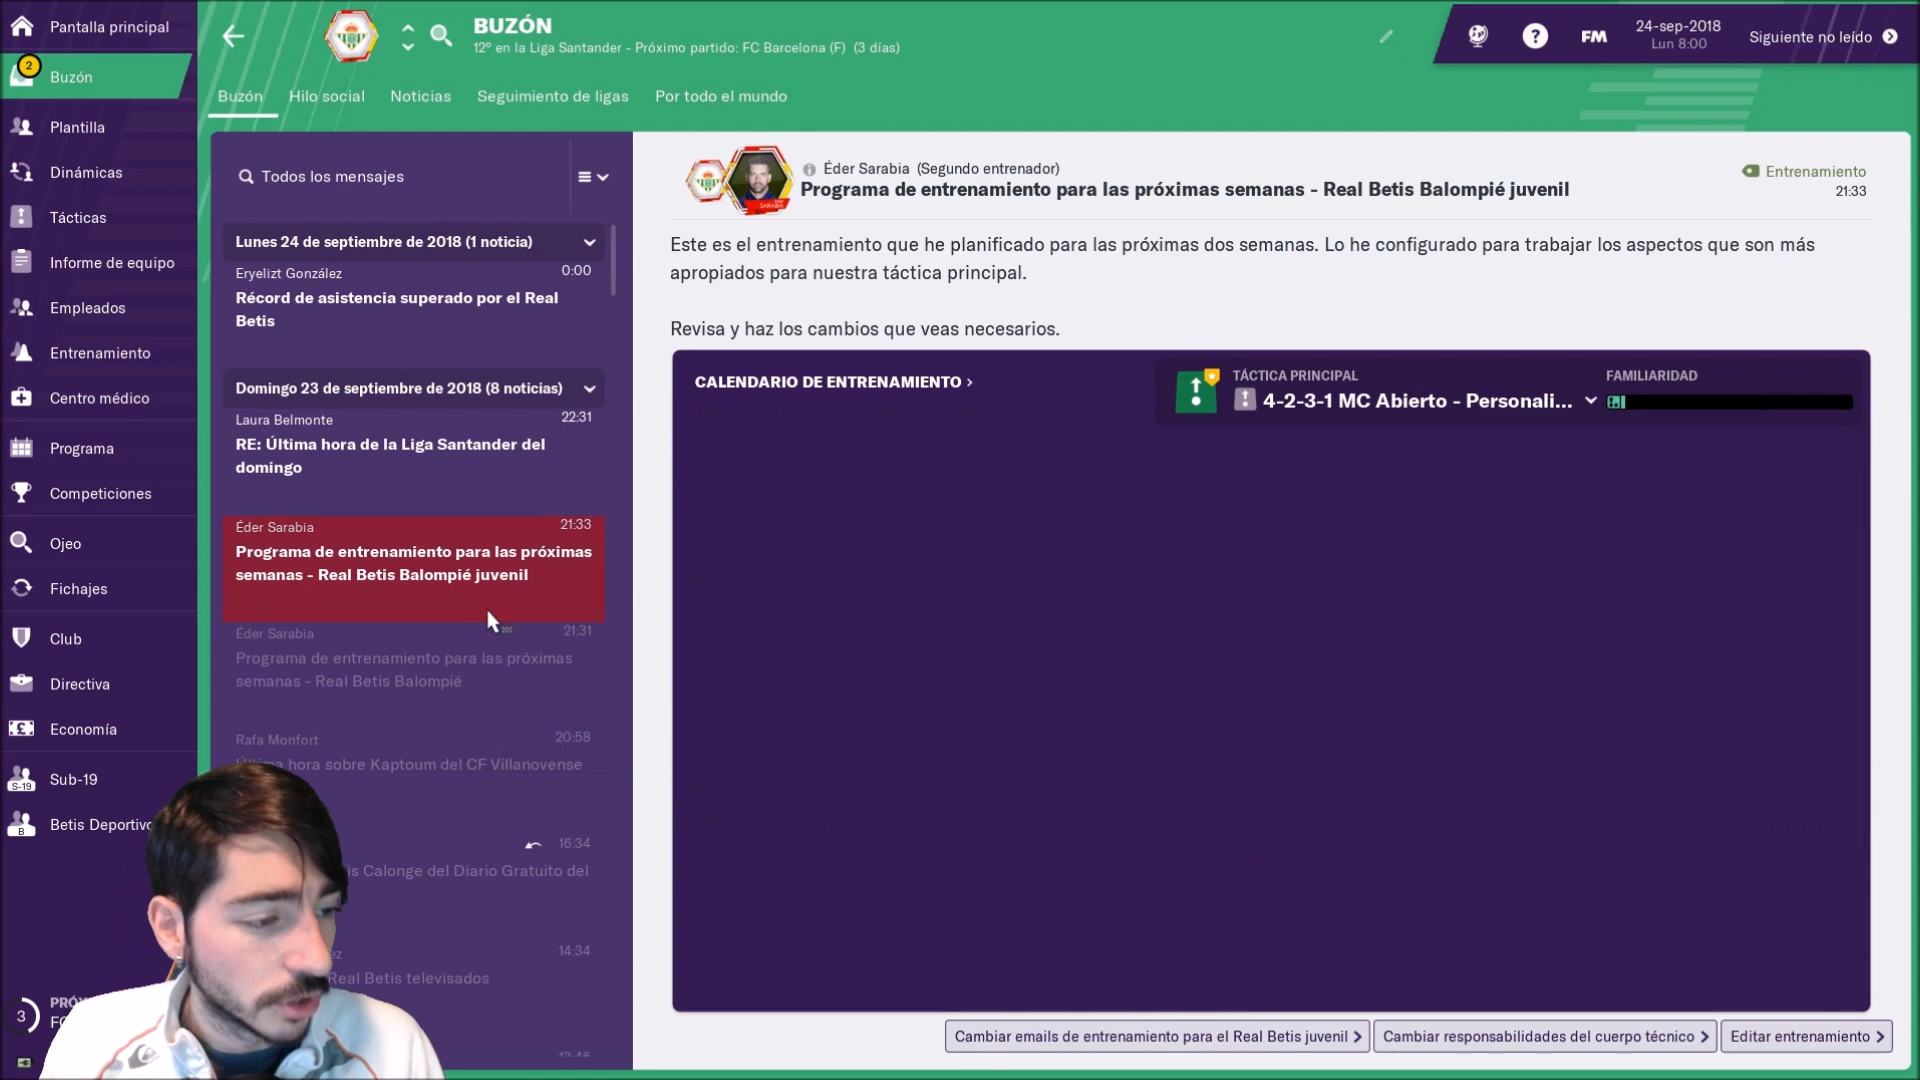 Pantalla principal
2
Buzón
Plantilla
Dinámicas
Tácticas
Informe de equipo
Empleados
Entrenamiento
Centro médico
Programa
Competiciones
Ojeo
Fichajes
Club
Directiva
Economía
S-19
Sub-19
B
Betis Deportivo
3
BUZÓN
12º en la Liga Santander - Próximo partido: FC Barcelona (F) (3 días)
FM
24-sep-2018
Lun 8:00
Siguiente no leído
Buzón
Hilo social
Noticias
Seguimiento de ligas
Por todo el mundo
Todos los mensajes
Lunes 24 de septiembre de 2018 (1 noticia)
Eryelizt González
0:00
Récord de asistencia superado por el Real
Betis
Domingo 23 de septiembre de 2018 (8 noticias)
Laura Belmonte
22:31
RE: Última hora de la Liga Santander del
domingo
Éder Sarabia
21:33
Programa de entrenamiento para las próximas
semanas - Real Betis Balompié juvenil
Éder Sarabia
21:31
Programa de entrenamiento para las próximas
semanas - Real Betis Balompié
Rafa Monfort
20:58
hora sobre Kaptoum del CF Villanovense
16:34
Calonge del Diario Gratuito del
14:34
Real Betis televisados
Éder Sarabia (Segundo entrenador)
Programa de entrenamiento para las próximas semanas - Real Betis Balompié juvenil
SARABIA
Entrenamiento
21:33
Este es el entrenamiento que he planificado para las próximas dos semanas. Lo he configurado para trabajar los aspectos que son más
apropiados para nuestra táctica principal.
Revisa y haz los cambios que veas necesarios.
CALENDARIO DE ENTRENAMIENTO >
TÁCTICA PRINCIPAL
4-2-3-1 MC Abierto - Personali...
FAMILIARIDAD
Cambiar emails de entrenamiento para el Real Betis juvenil >
Cambiar responsabilidades del cuerpo técnico >
Editar entrenamiento >